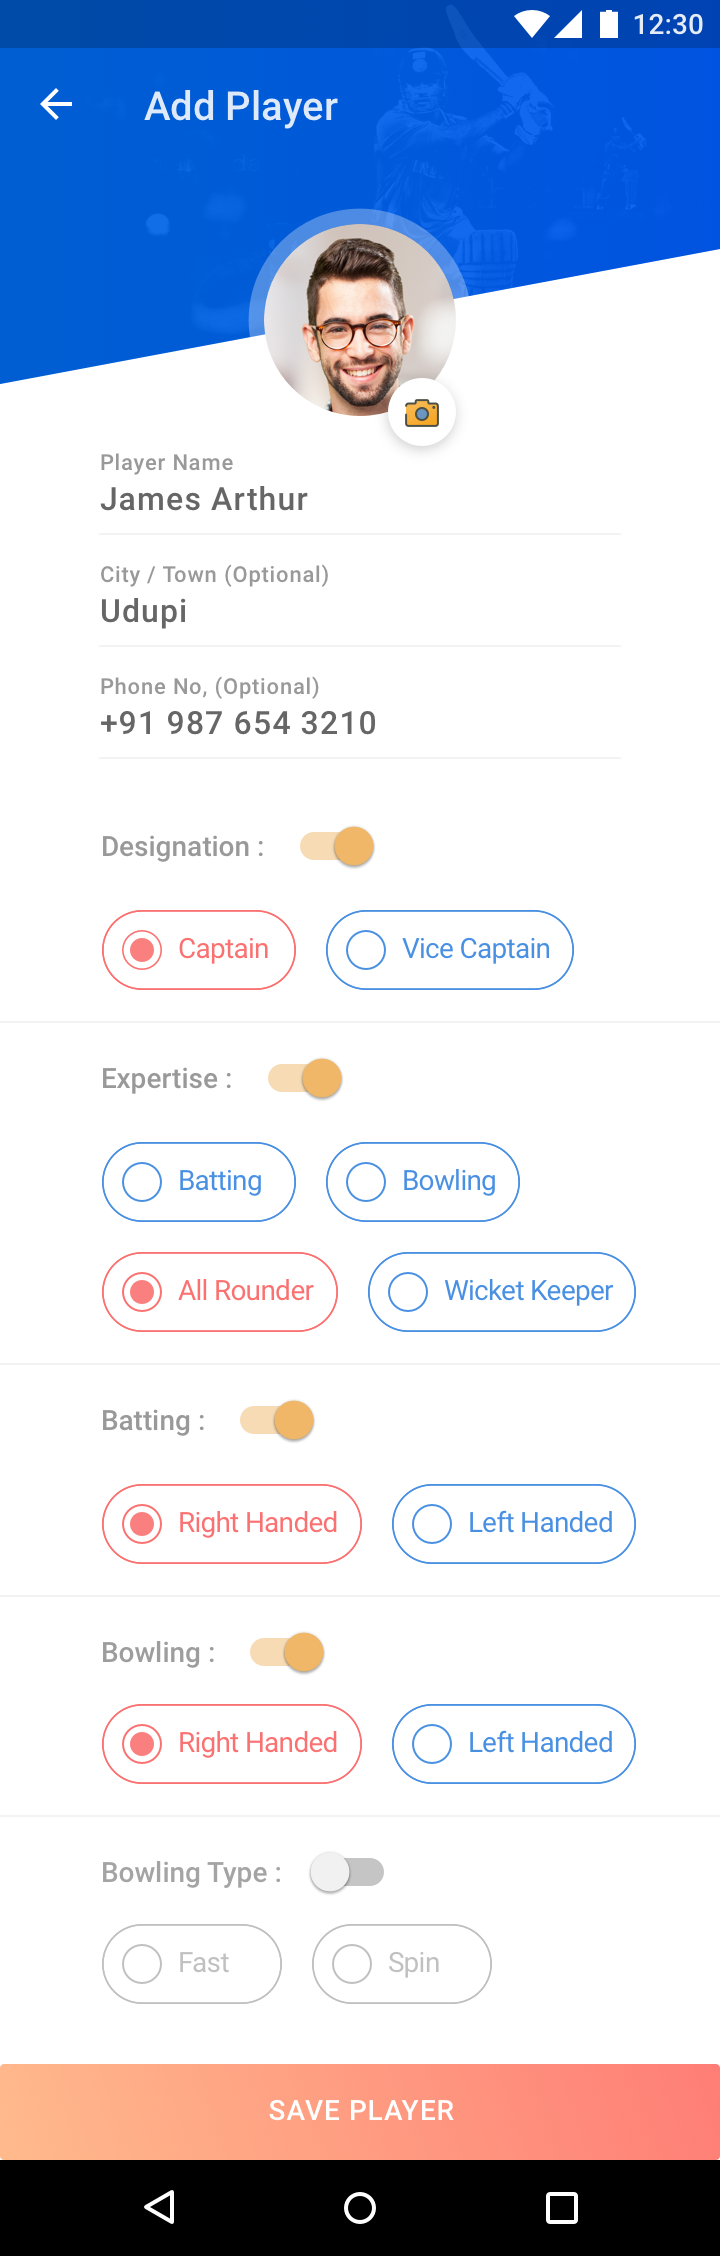 12:30
Add Player
Player Name
James Arthur
City / Town (Optional)
Udupi
Phone No, (Optional)
+91 987 654 3210
Designation :
Captain Vice Captain
Expertise :
Batting Bowling
All Rounder Wicket Keeper
Batting :
Right Handed Left Handed
Bowling :
Right Handed Left Handed
Bowling Type :
Fast Spin
SAVE PLAYER